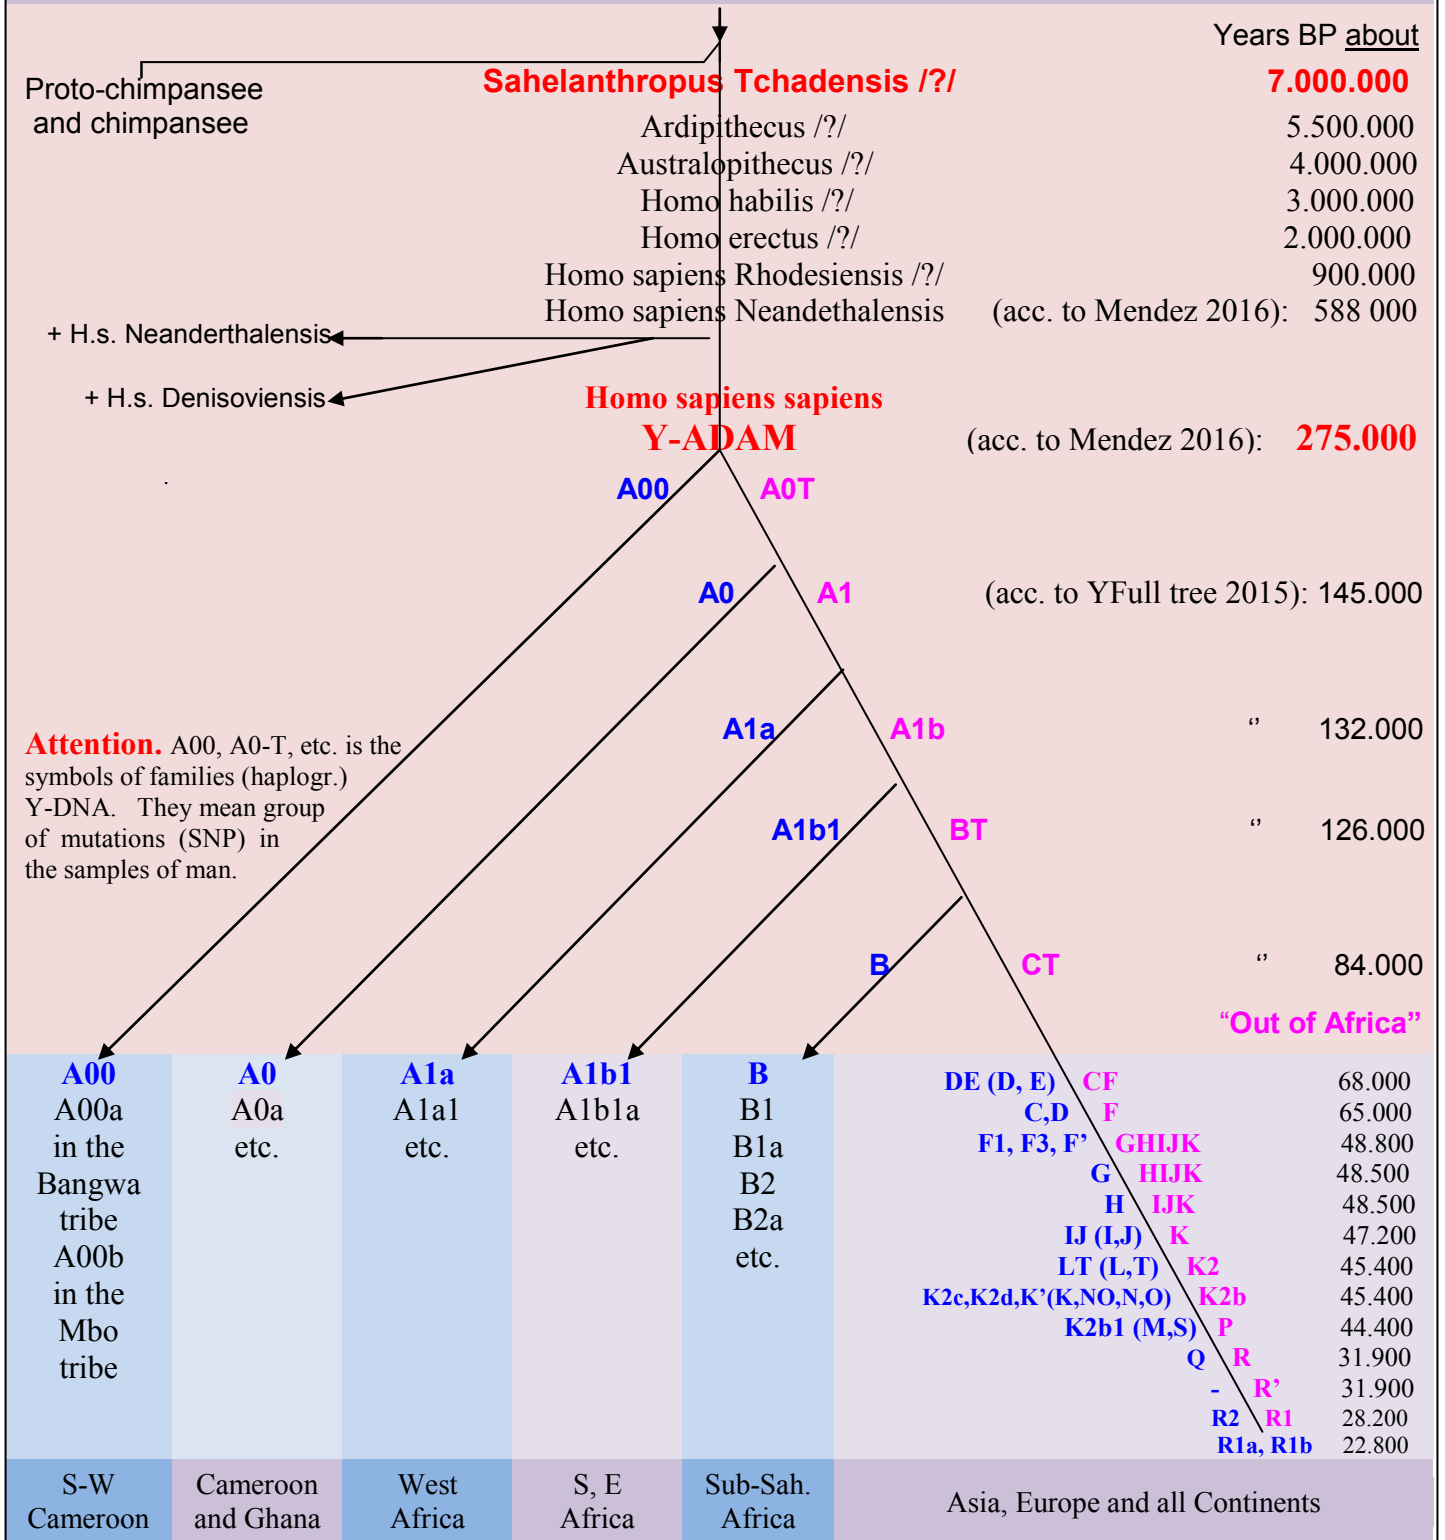 Years BP about
Proto-chimpansee
and chimpansee
Sahelanthropus Tchadensis /?/ 7.000.000
Ardipithecus /?/ 5.500.000
Australopithecus /?/ 4.000.000
Homo habilis /?/ 3.000.000
Homo erectus /?/ 2.000.000
Homo sapiens Rhodesiensis /?/ 900.000
Homo sapiens Neandethalensis (acc. to Mendez 2016): 588 000
+ H.s. Neanderthalensis
+ H.s. Denisoviensis
Homo sapiens sapiens
Y-ADAM (acc. to Mendez 2016): 275.000
A00 A0T
A0 A1 (acc. to YFull tree 2015): 145.000
A1a A1b ‘’ 132.000
Attention. A00, A0-T, etc. is the
symbols of families (haplogr.)
Y-DNA. They mean group
of mutations (SNP) in
the samples of man.
A1b1 BT ‘’ 126.000
B CT ‘’ 84.000
“Out of Africa”
A00
A00a
in the
Bangwa
tribe
A00b
in the
Mbo
tribe
A0
A0a
etc.
A1a
A1a1
etc.
A1b1
A1b1a
etc.
B
B1
B1a
B2
B2a
etc.
DE (D, E) CF 68.000
C,D F 65.000
F1, F3, F’ GHIJK 48.800
G HIJK 48.500
H IJK 48.500
IJ (I,J) K 47.200
LT (L,T) K2 45.400
K2c,K2d,K’(K,NO,N,O) K2b 45.400
K2b1 (M,S) P 44.400
Q R 31.900
- R’ 31.900
R2 R1 28.200
R1a, R1b 22.800
S-W
Cameroon
Cameroon
and Ghana
West
Africa
S, E
Africa
Sub-Sah.
Africa
Asia, Europe and all Continents